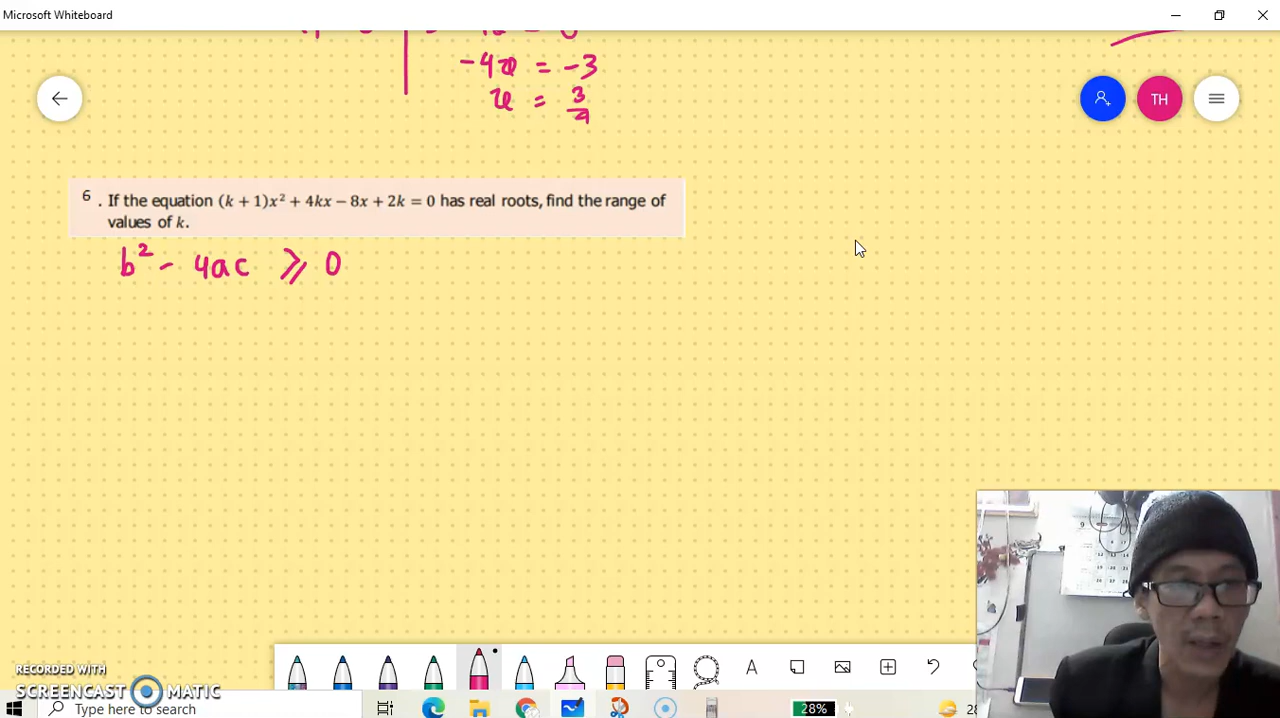 Microsoft Whiteboard
-4x = -3
x = 3/4
TH
6 . If the equation (k + 1)x² + 4kx − 8x + 2k = 0 has real roots, find the range of
values of k.
b² - 4ac ⩾ 0
RECORDED WITH
SCREENCAST MATIC
A
Type here to search
28%
28